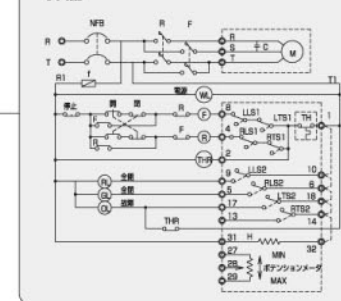 NFB R F
R R
S C M
T T
R1 f T1
電源 WL
停止 開 閉 R F 8 LLS1 LTS1 TH 1
F
F R 4 RLS1 RTS1
R
THR 2
LLS2 10
RL 全開 9 RLS2
GL 全閉 5 LTS2 6
OL 故障 17 RTS2 18
THR 13 14
31 H 32
27 MIN
28 ポテンションメータ
29 MAX